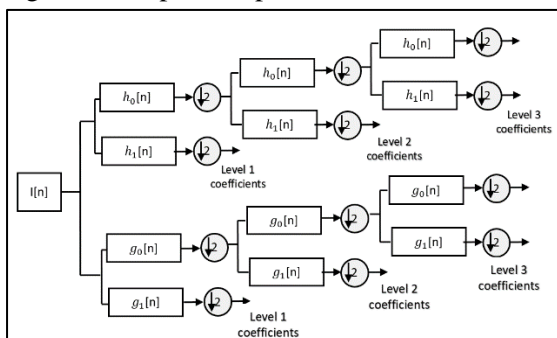 h₀[n] ↓2
h₀[n] ↓2
h₀[n] ↓2
h₁[n] ↓2
h₁[n] ↓2
Level 3
coefficients
h₁[n] ↓2
Level 2
coefficients
Level 1
coefficients
I[n]
g₀[n] ↓2
g₀[n] ↓2
g₀[n] ↓2
g₁[n] ↓2
g₁[n] ↓2
Level 3
coefficients
g₁[n] ↓2
Level 2
coefficients
Level 1
coefficients